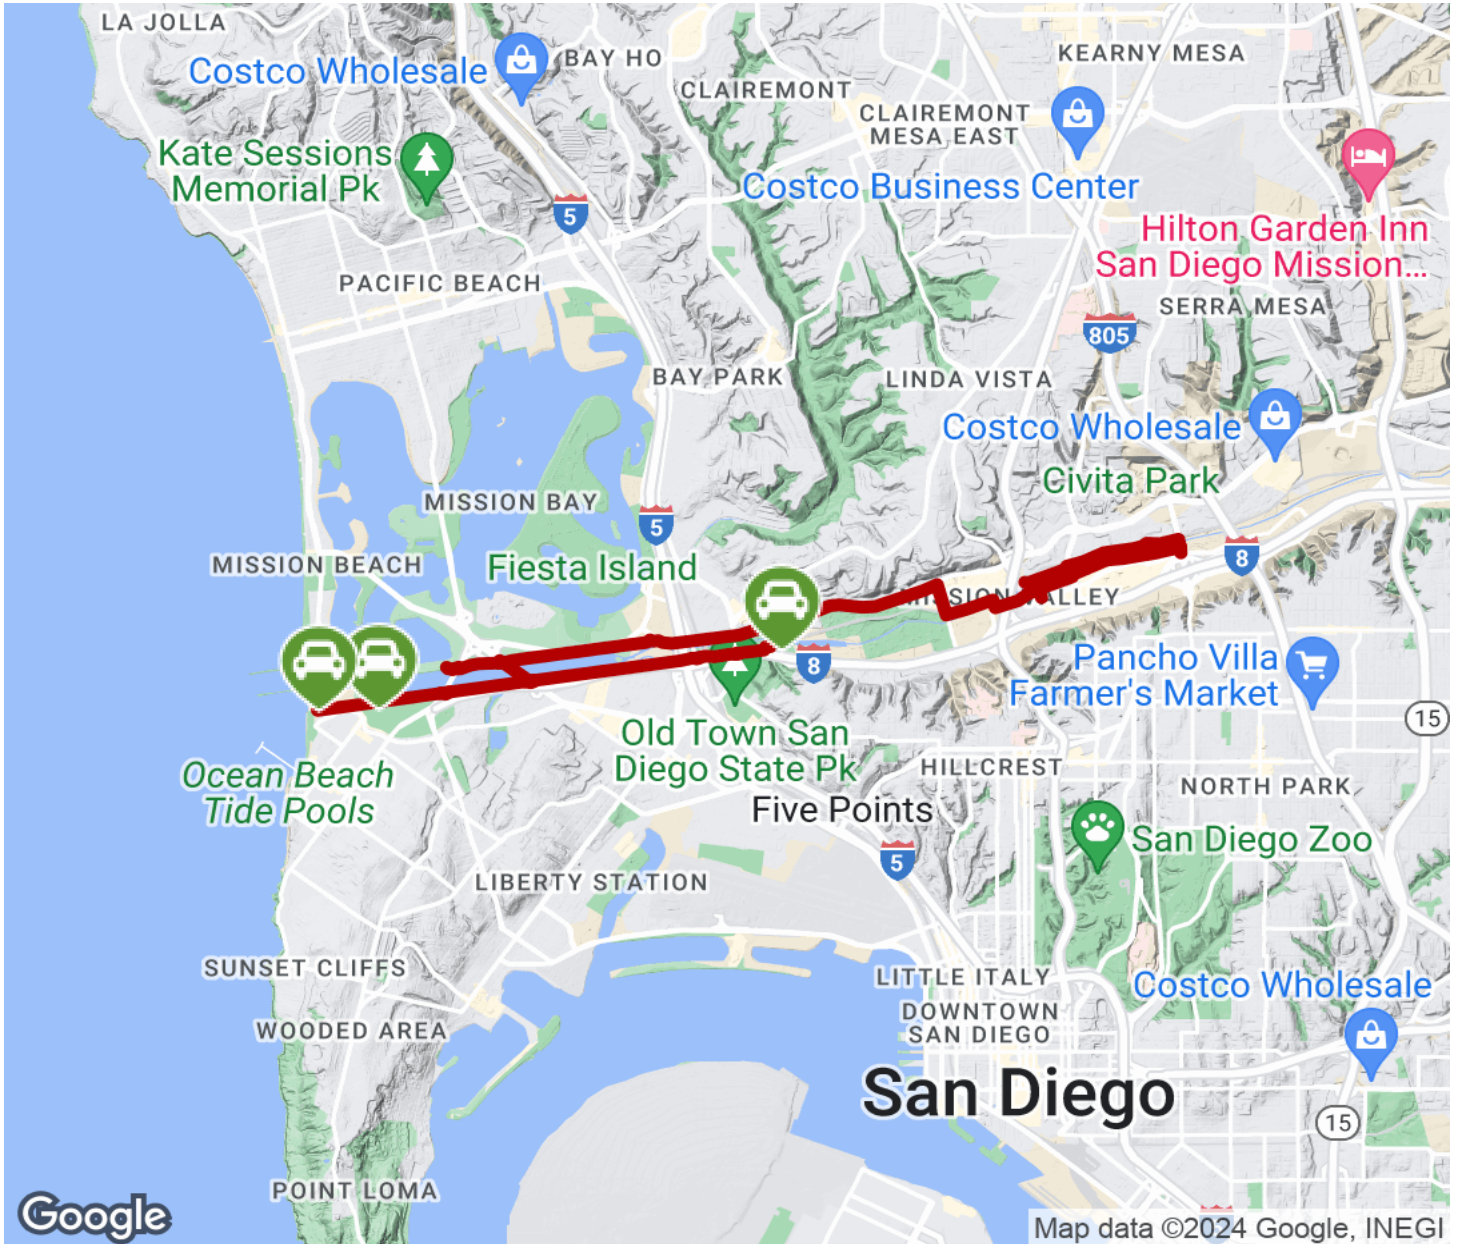 LA JOLLA
Costco Wholesale
BAY HO
KEARNY MESA
CLAIREMONT
CLAIREMONT
MESA EAST
Kate Sessions
Memorial Pk
Costco Business Center
5
Hilton Garden Inn
San Diego Mission...
PACIFIC BEACH
SERRA MESA
805
BAY PARK
LINDA VISTA
Costco Wholesale
Civita Park
MISSION BAY
5
8
MISSION BEACH
Fiesta Island
MISSION VALLEY
8
Pancho Villa
Farmer's Market
15
Old Town San
Diego State Pk
Ocean Beach
Tide Pools
HILLCREST
NORTH PARK
Five Points
San Diego Zoo
5
LIBERTY STATION
SUNSET CLIFFS
LITTLE ITALY
Costco Wholesale
DOWNTOWN
SAN DIEGO
WOODED AREA
San Diego
15
POINT LOMA
Google
Map data ©2024 Google, INEGI